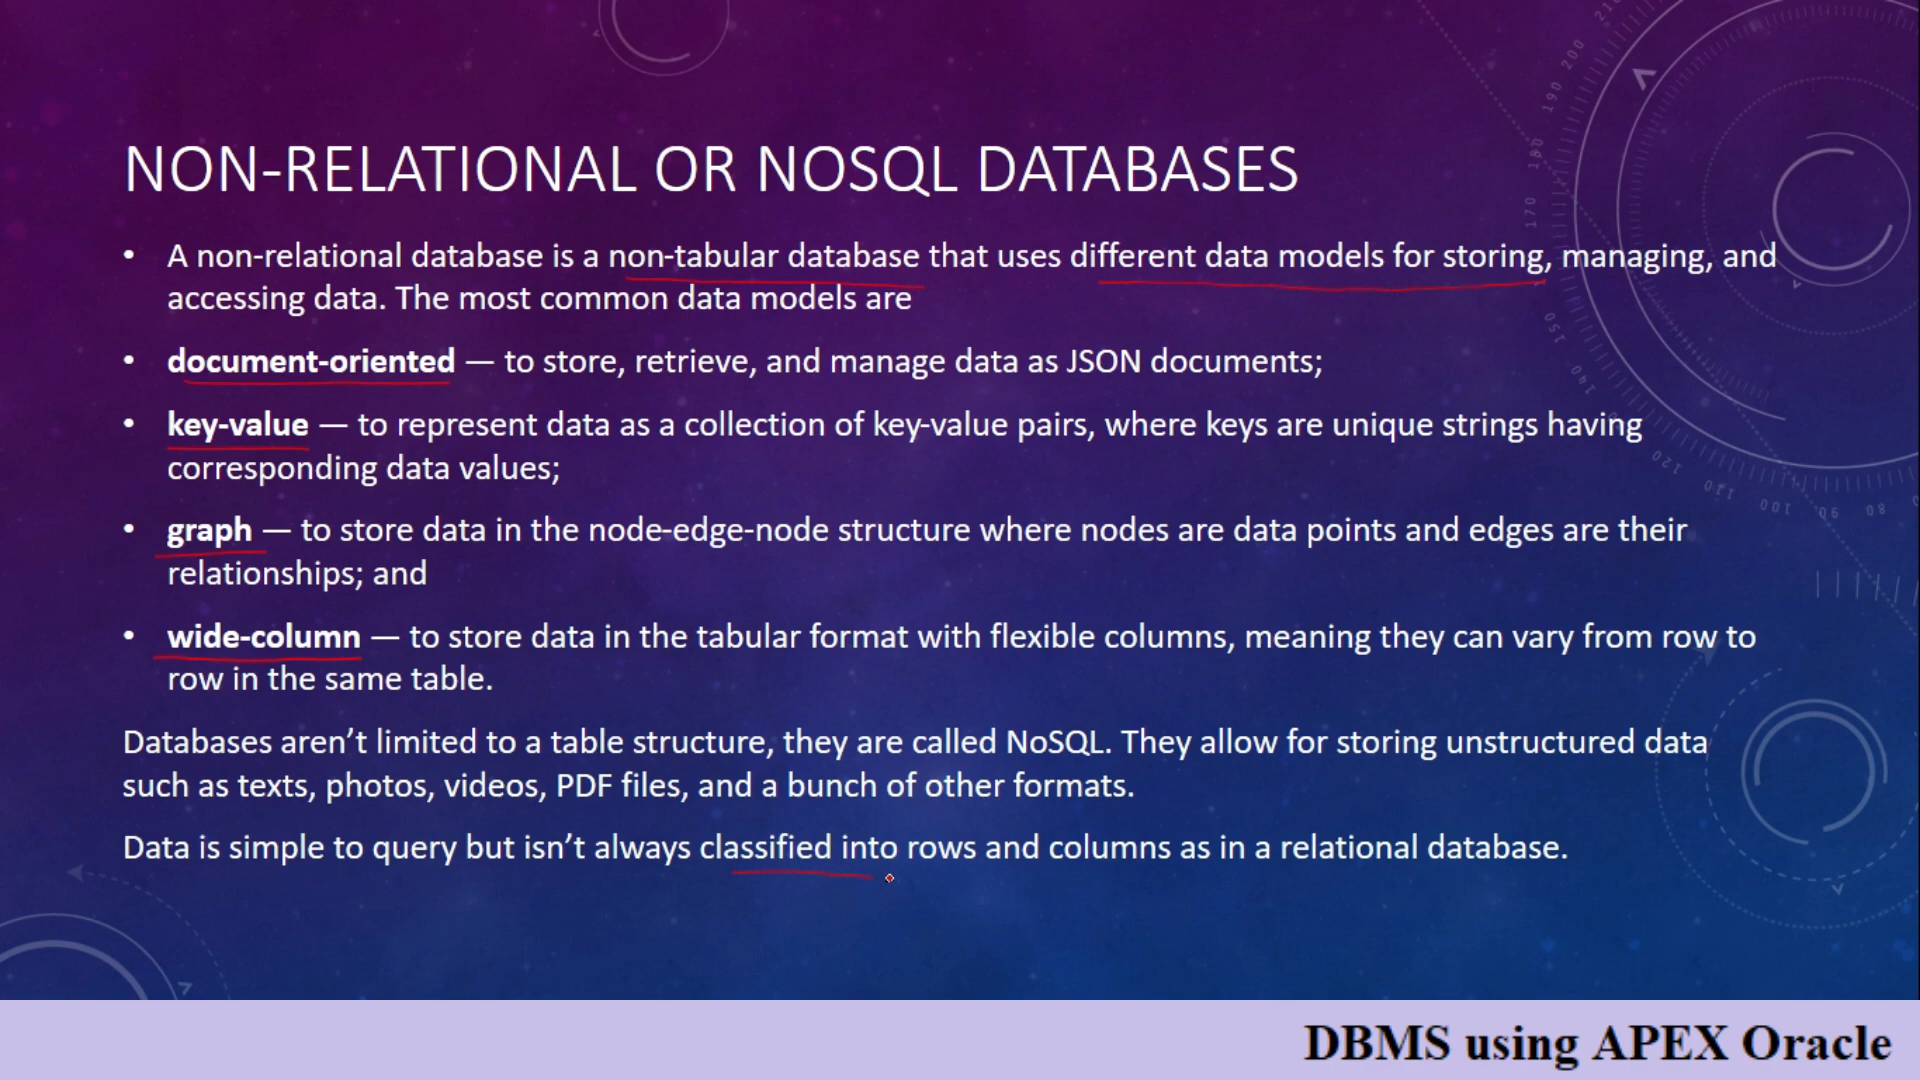 NON-RELATIONAL OR NOSQL DATABASES
• A non-relational database is a non-tabular database that uses different data models for storing, managing, and
accessing data. The most common data models are
• document-oriented — to store, retrieve, and manage data as JSON documents;
• key-value — to represent data as a collection of key-value pairs, where keys are unique strings having
corresponding data values;
• graph — to store data in the node-edge-node structure where nodes are data points and edges are their
relationships; and
• wide-column — to store data in the tabular format with flexible columns, meaning they can vary from row to
row in the same table.
Databases aren’t limited to a table structure, they are called NoSQL. They allow for storing unstructured data
such as texts, photos, videos, PDF files, and a bunch of other formats.
Data is simple to query but isn’t always classified into rows and columns as in a relational database.
DBMS using APEX Oracle